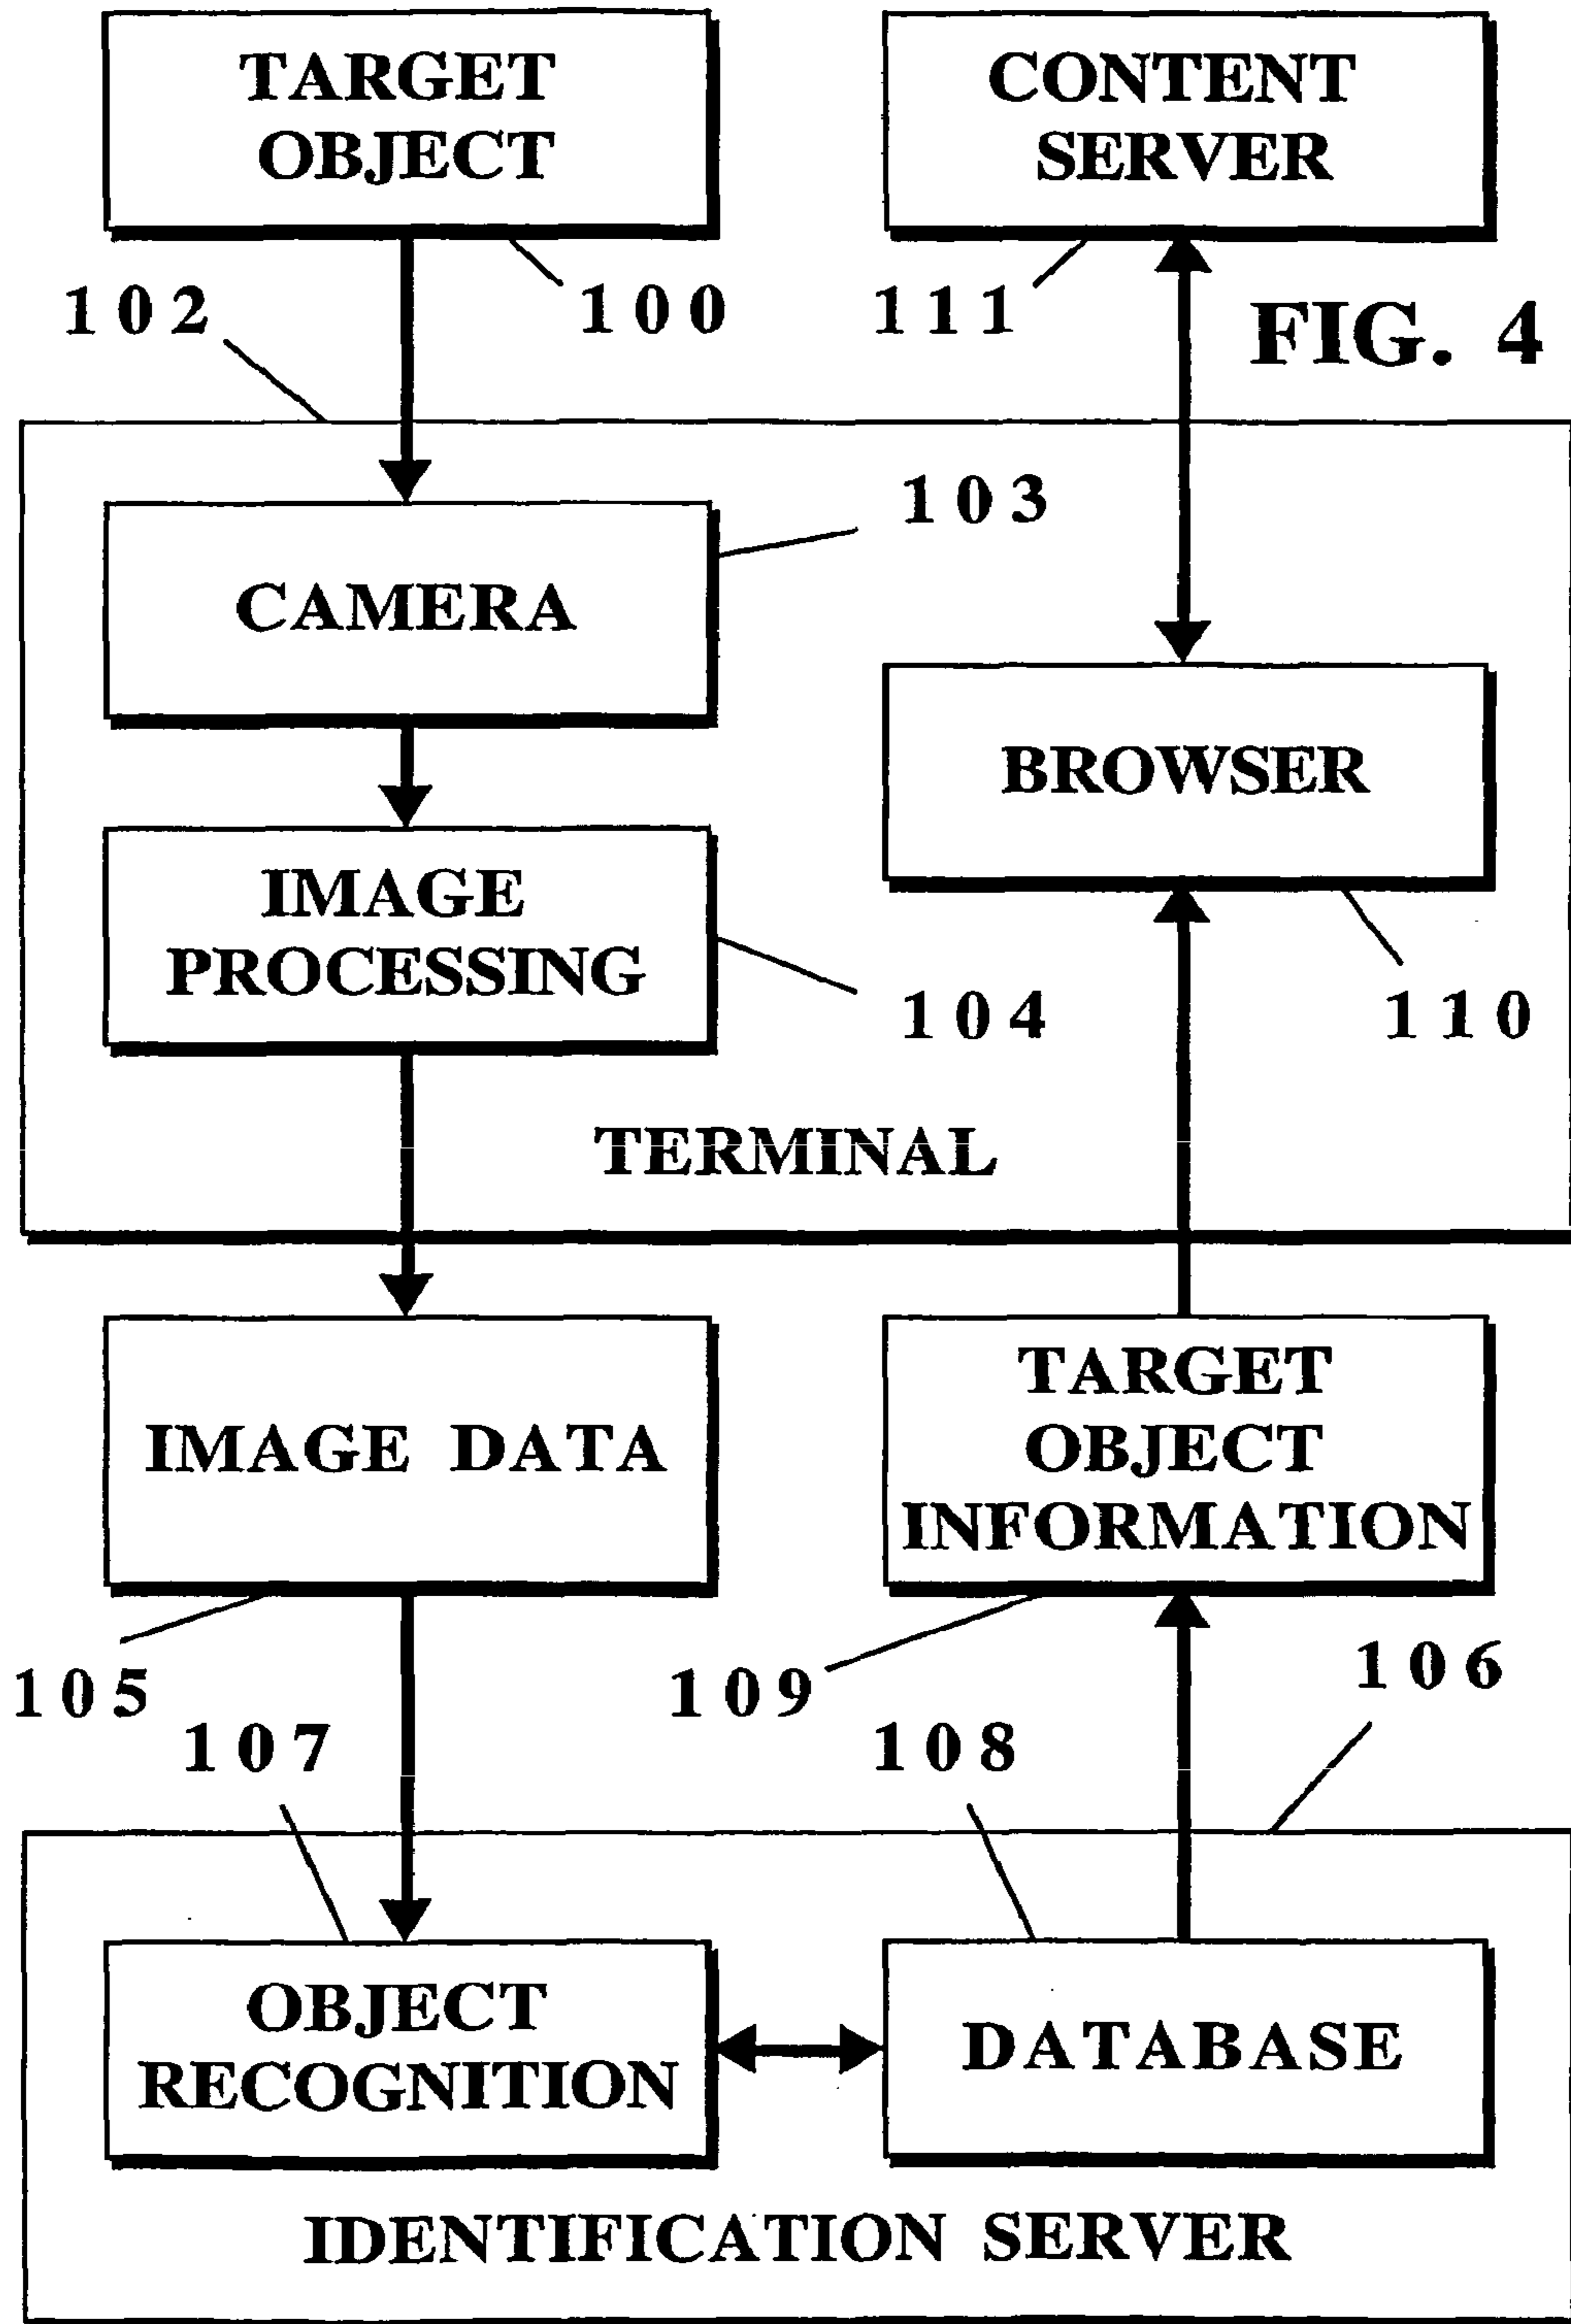 TARGET
OBJECT
CONTENT
SERVER
102
100
111
FIG. 4
103
CAMERA
BROWSER
IMAGE
PROCESSING
104
110
TERMINAL
IMAGE DATA
TARGET
OBJECT
INFORMATION
105
109
106
107
108
OBJECT
RECOGNITION
DATABASE
IDENTIFICATION SERVER